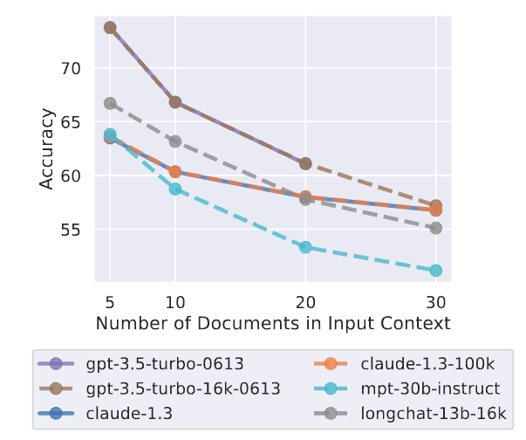 70
65
60
55
Accuracy
5 10 20 30
Number of Documents in Input Context
gpt-3.5-turbo-0613 claude-1.3-100k
gpt-3.5-turbo-16k-0613 mpt-30b-instruct
claude-1.3 longchat-13b-16k